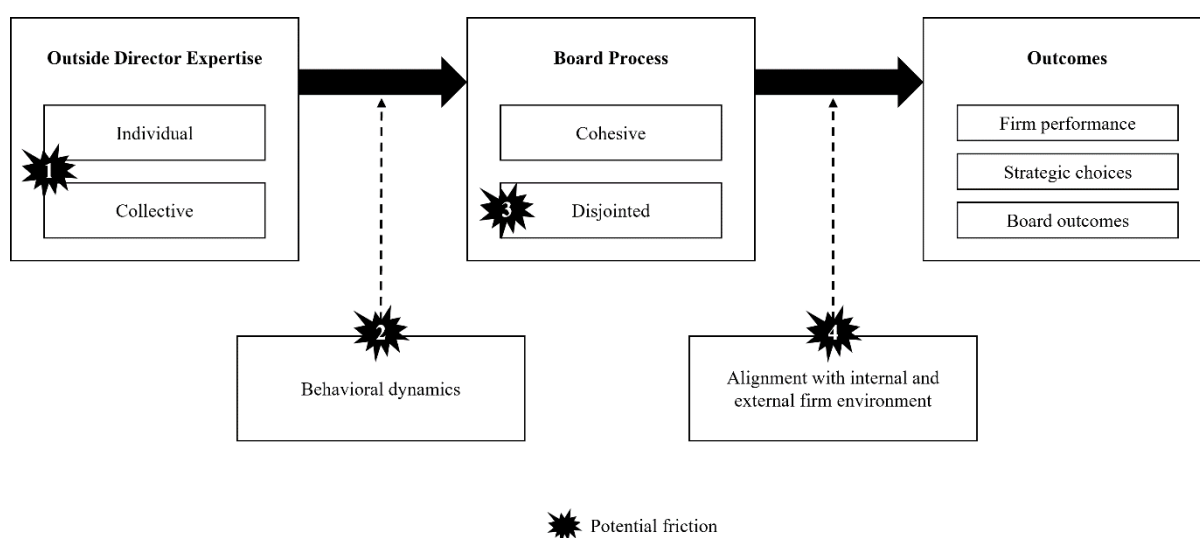 Outside Director Expertise
Individual
1
Collective
Board Process
Cohesive
3
Disjointed
Outcomes
Firm performance
Strategic choices
Board outcomes
2
Behavioral dynamics
4
Alignment with internal and
external firm environment
Potential friction